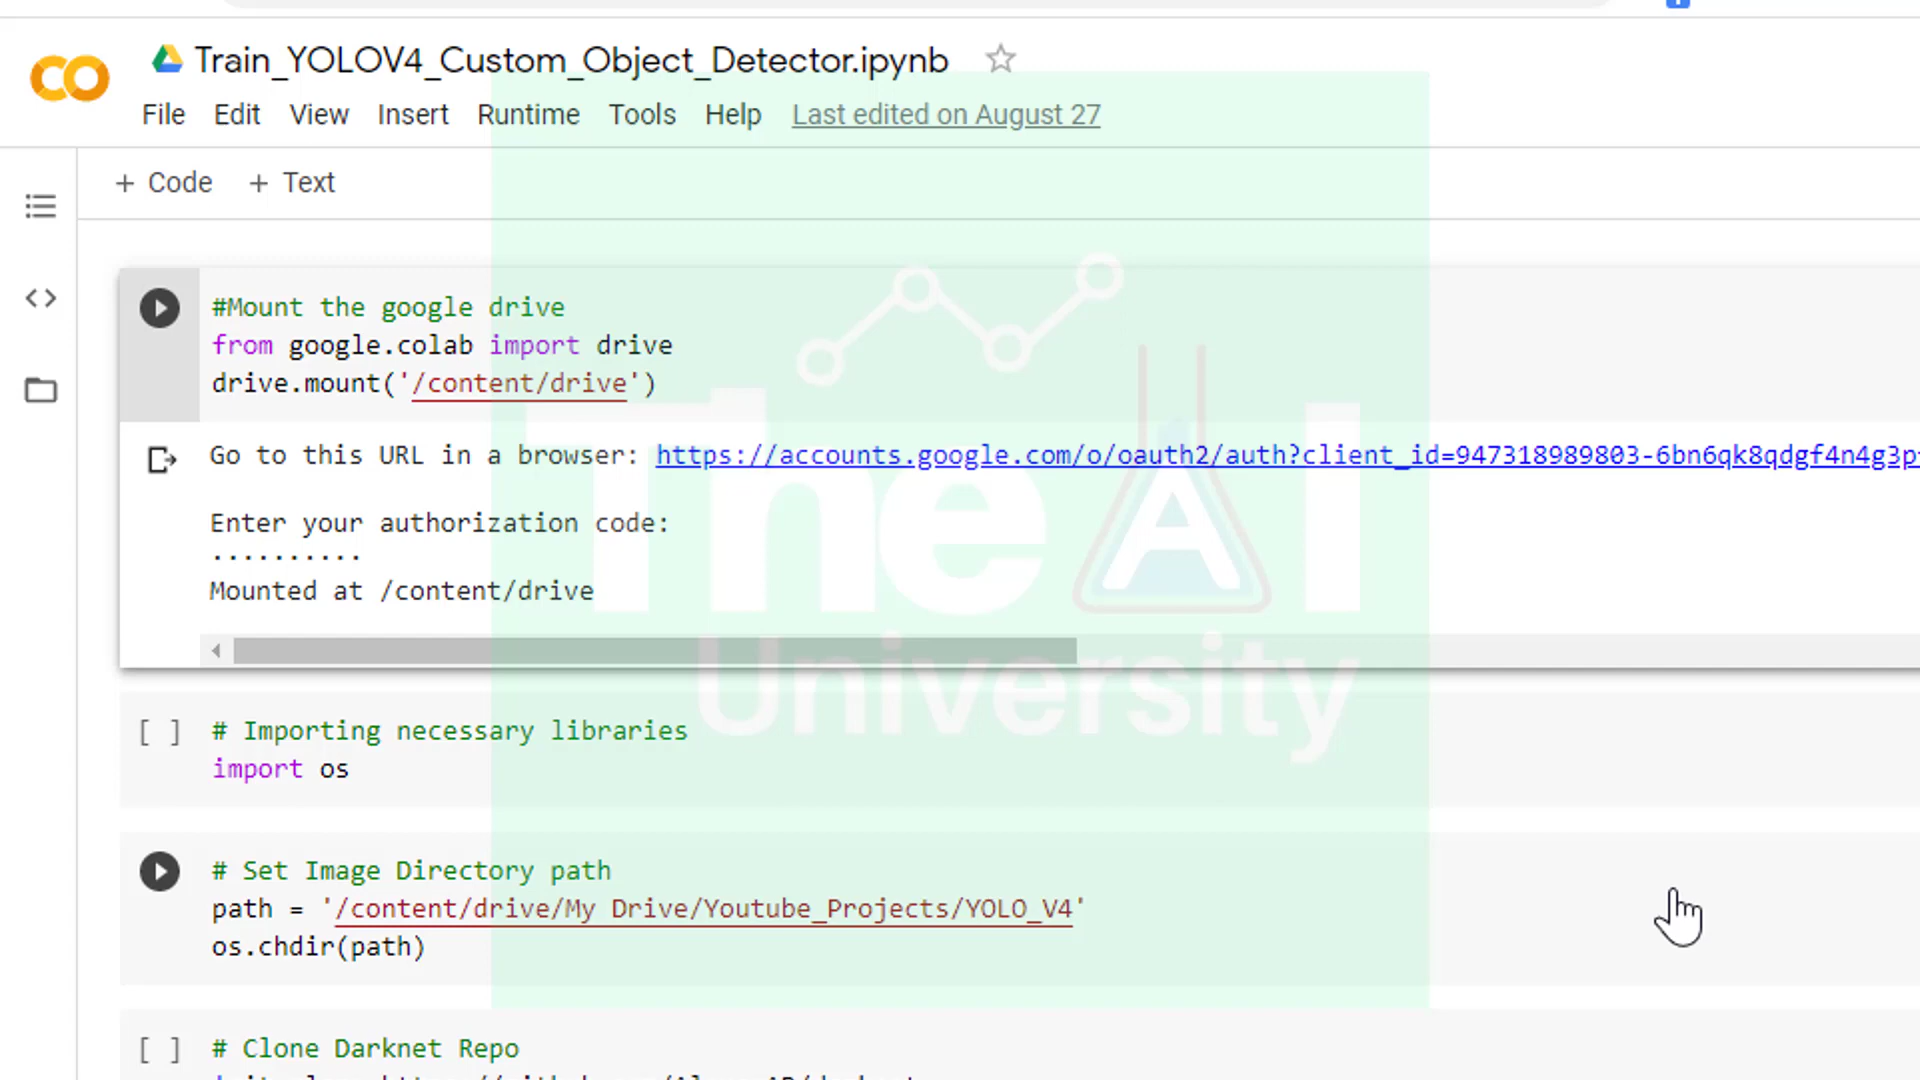 Train_YOLOV4_Custom_Object_Detector.ipynb
File Edit View Insert Runtime Tools Help Last edited on August 27
+ Code + Text
#Mount the google drive
from google.colab import drive
drive.mount('/content/drive')
Go to this URL in a browser: https://accounts.google.com/o/oauth2/auth?client_id=947318989803-6bn6qk8qdgf4n4g3p
Enter your authorization code:
··········
Mounted at /content/drive
[ ] # Importing necessary libraries
import os
# Set Image Directory path
path = '/content/drive/My Drive/Youtube_Projects/YOLO_V4'
os.chdir(path)
[ ] # Clone Darknet Repo
The AI
University